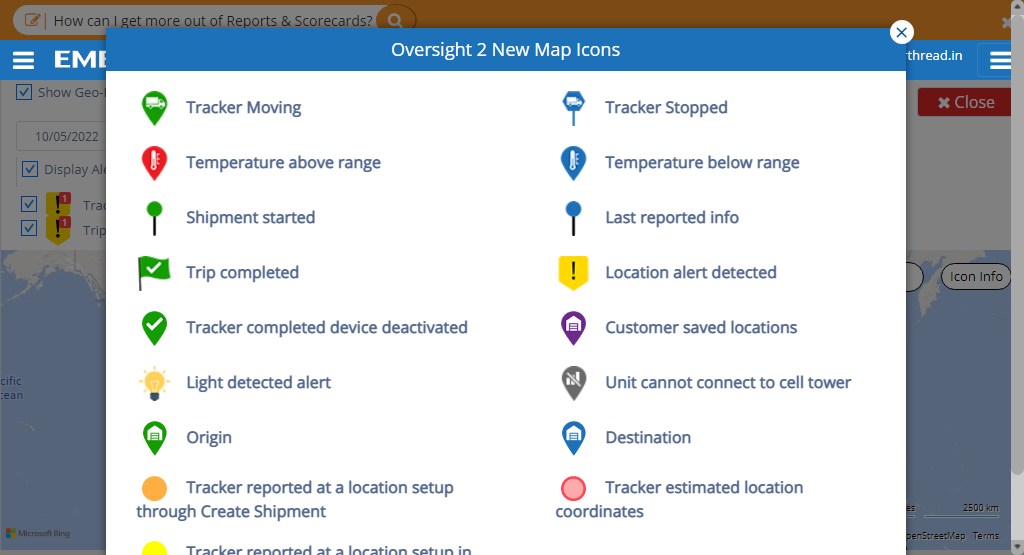 How can I get more out of Reports & Scorecards?
Oversight 2 New Map Icons
EME
rthread.in
Show Geo-
Close
10/05/2022
Display Ale
1
Trac
1
Trip
Tracker Moving
Tracker Stopped
Temperature above range
Temperature below range
Shipment started
Last reported info
Trip completed
Location alert detected
Icon Info
Tracker completed device deactivated
Customer saved locations
Light detected alert
Unit cannot connect to cell tower
cific
cean
Origin
Destination
Tracker reported at a location setup
through Create Shipment
Tracker estimated location
coordinates
2500 km
Microsoft Bing
penStreetMap Terms
Tracker reported at a location setup in